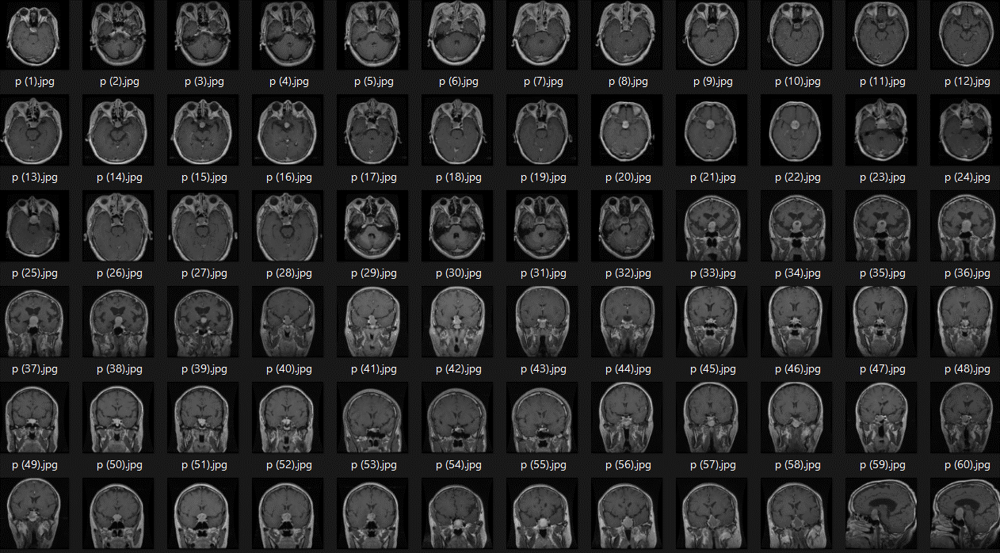 p (1).jpg p (2).jpg p (3).jpg p (4).jpg p (5).jpg p (6).jpg p (7).jpg p (8).jpg p (9).jpg p (10).jpg p (11).jpg p (12).jpg
p (13).jpg p (14).jpg p (15).jpg p (16).jpg p (17).jpg p (18).jpg p (19).jpg p (20).jpg p (21).jpg p (22).jpg p (23).jpg p (24).jpg
p (25).jpg p (26).jpg p (27).jpg p (28).jpg p (29).jpg p (30).jpg p (31).jpg p (32).jpg p (33).jpg p (34).jpg p (35).jpg p (36).jpg
p (37).jpg p (38).jpg p (39).jpg p (40).jpg p (41).jpg p (42).jpg p (43).jpg p (44).jpg p (45).jpg p (46).jpg p (47).jpg p (48).jpg
p (49).jpg p (50).jpg p (51).jpg p (52).jpg p (53).jpg p (54).jpg p (55).jpg p (56).jpg p (57).jpg p (58).jpg p (59).jpg p (60).jpg